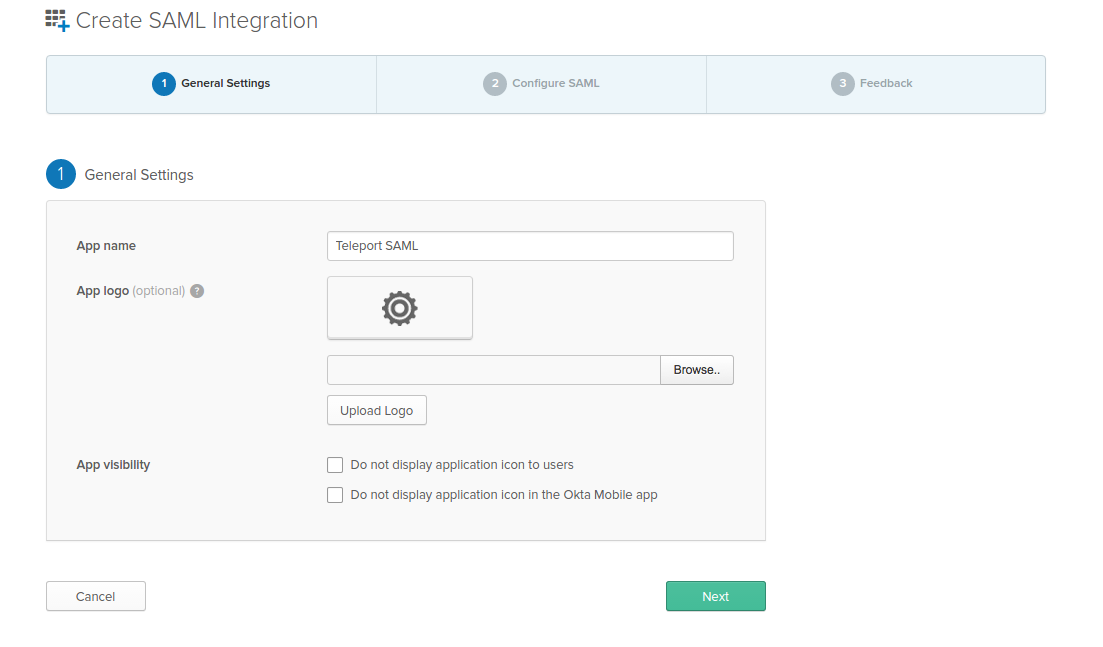 Create SAML Integration
1 General Settings
2 Configure SAML
3 Feedback
1 General Settings
App name
Teleport SAML
App logo (optional) ?
Browse..
Upload Logo
App visibility
Do not display application icon to users
Do not display application icon in the Okta Mobile app
Cancel
Next